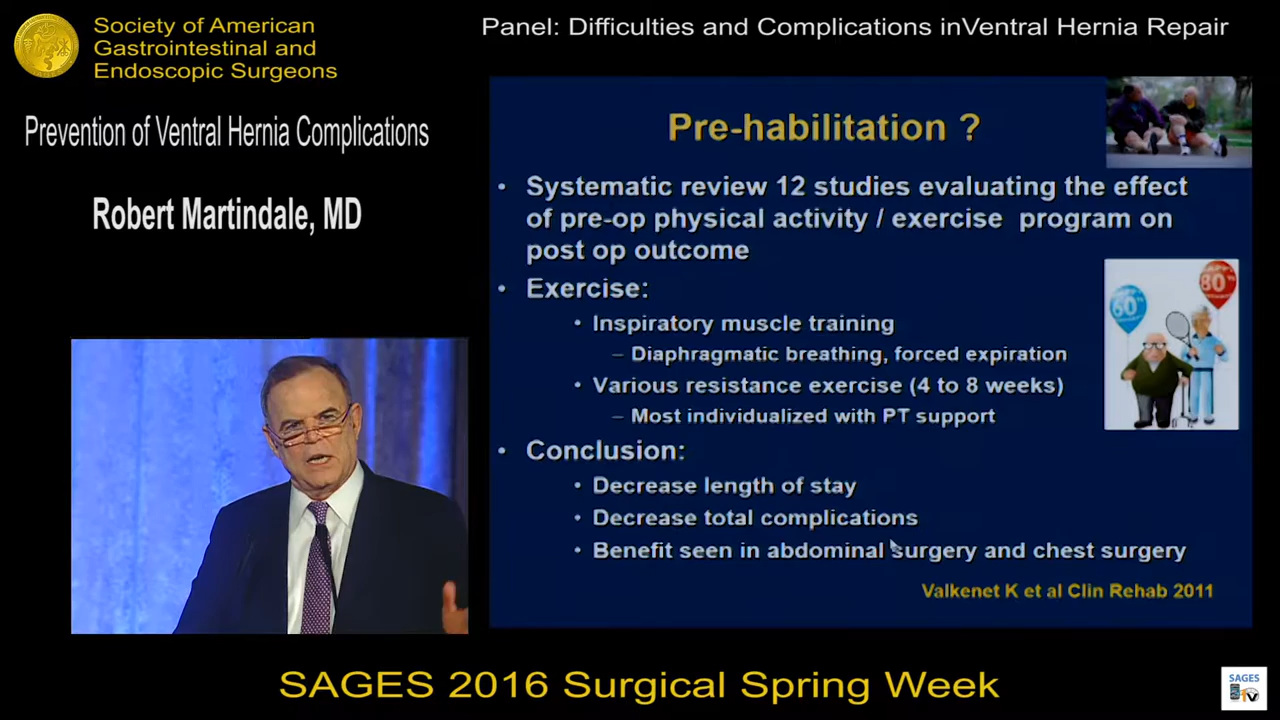 Society of American
Gastrointestinal and
Endoscopic Surgeons
Panel: Difficulties and Complications inVentral Hernia Repair
Prevention of Ventral Hernia Complications
Robert Martindale, MD
Pre-habilitation ?
• Systematic review 12 studies evaluating the effect
of pre-op physical activity / exercise program on
post op outcome
• Exercise:
• Inspiratory muscle training
– Diaphragmatic breathing, forced expiration
• Various resistance exercise (4 to 8 weeks)
– Most individualized with PT support
• Conclusion:
• Decrease length of stay
• Decrease total complications
• Benefit seen in abdominal surgery and chest surgery
Valkenet K et al Clin Rehab 2011
60
80
SAGES 2016 Surgical Spring Week
SAGES
TV